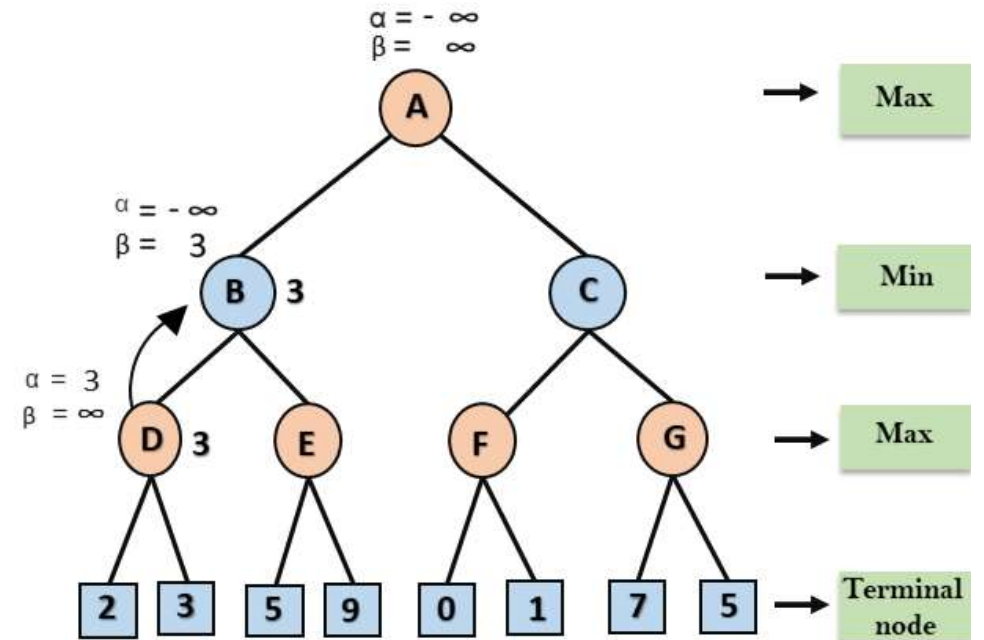 α = - ∞
β = ∞
A
Max
α = - ∞
β = 3
B 3
C
Min
α = 3
β = ∞
D 3
E
F
G
Max
2 3 5 9 0 1 7 5
Terminal
node